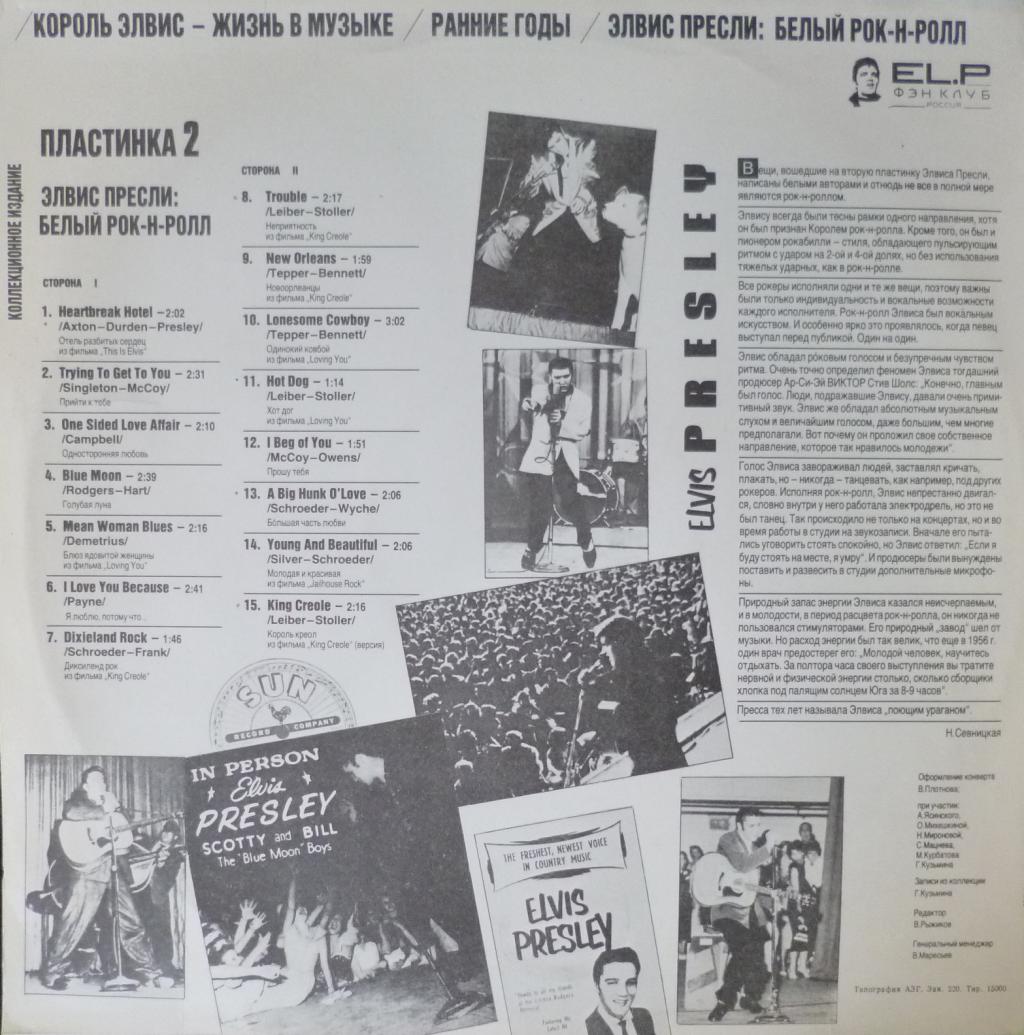 /КОРОЛЬ ЭЛВИС – ЖИЗНЬ В МУЗЫКЕ / РАННИЕ ГОДЫ / ЭЛВИС ПРЕСЛИ: БЕЛЫЙ РОК-Н-РОЛЛ
EL.P
ФЭН КЛУБ
РОССИЯ
КОЛЛЕКЦИОННОЕ ИЗДАНИЕ
ПЛАСТИНКА 2
ЭЛВИС ПРЕСЛИ:
БЕЛЫЙ РОК-Н-РОЛЛ
СТОРОНА I
1. Heartbreak Hotel – 2:02
/Axton-Durden-Presley/
Отель разбитых сердец
из фильма „This Is Elvis"
2. Trying To Get To You – 2:31
/Singleton-McCoy/
Прийти к тебе
3. One Sided Love Affair – 2:10
/Campbell/
Односторонняя любовь
4. Blue Moon – 2:39
/Rodgers-Hart/
Голубая луна
5. Mean Woman Blues – 2:16
/Demetrius/
Блюз ядовитой женщины
из фильма „Loving You"
6. I Love You Because – 2:41
/Payne/
Я люблю, потому что...
7. Dixieland Rock – 1:46
/Schroeder-Frank/
Диксиленд рок
из фильма „King Creole"
СТОРОНА II
8. Trouble – 2:17
/Leiber-Stoller/
Неприятность
из фильма „King Creole"
9. New Orleans – 1:59
/Tepper-Bennett/
Новоорлеанцы
из фильма „King Creole"
10. Lonesome Cowboy – 3:02
/Tepper-Bennett/
Одинокий ковбой
из фильма „Loving You"
11. Hot Dog – 1:14
/Leiber-Stoller/
Хот дог
из фильма „Loving You"
12. I Beg of You – 1:51
/McCoy-Owens/
Прошу тебя
13. A Big Hunk O'Love – 2:06
/Schroeder-Wyche/
Бо́льшая часть любви
14. Young And Beautiful – 2:06
/Silver-Schroeder/
Молодая и красивая
из фильма „Jailhouse Rock"
15. King Creole – 2:16
/Leiber-Stoller/
Король креол
из фильма „King Creole" (версия)
SUN
RECORD COMPANY
ELVIS PRESLEY
Вещи, вошедшие на вторую пластинку Элвиса Пресли,
написаны белыми авторами и отнюдь не все в полной мере
являются рок-н-роллом.
Элвису всегда были тесны рамки одного направления, хотя
он был признан Королем рок-н-ролла. Кроме того, он был и
пионером рокабилли – стиля, обладающего пульсирующим
ритмом с ударом на 2-ой и 4-ой долях, но без использования
тяжелых ударных, как в рок-н-ролле.
Все рокеры исполняли одни и те же вещи, поэтому важны
были только индивидуальность и вокальные возможности
каждого исполнителя. Рок-н-ролл Элвиса был вокальным
искусством. И особенно ярко это проявлялось, когда певец
выступал перед публикой. Один на один.
Элвис обладал ро́ковым голосом и безупречным чувством
ритма. Очень точно определил феномен Элвиса тогдашний
продюсер Ар-Си-Эй ВИКТОР Стив Шолс: „Конечно, главным
был голос. Люди, подражавшие Элвису, давали очень прими-
тивный звук. Элвис же обладал абсолютным музыкальным
слухом и величайшим голосом, даже большим, чем многие
предполагали. Вот почему он проложил свое собственное
направление, которое так нравилось молодежи".
Голос Элвиса завораживал людей, заставлял кричать,
плакать, но – никогда – танцевать, как например, под других
рокеров. Исполняя рок-н-ролл, Элвис непрестанно двигал-
ся, словно внутри у него работала электродрель, но это не
был танец. Так происходило не только на концертах, но и во
время работы в студии на звукозаписи. Вначале его пыта-
лись уговорить стоять спокойно, но Элвис ответил: „Если я
буду стоять на месте, я умру". И продюсеры были вынуждены
поставить и развесить в студии дополнительные микрофо-
ны.
Природный запас энергии Элвиса казался неисчерпаемым,
и в молодости, в период расцвета рок-н-ролла, он никогда не
пользовался стимуляторами. Его природный „завод" шел от
музыки. Но расход энергии был так велик, что еще в 1956 г.
один врач предостерег его: „Молодой человек, научитесь
отдыхать. За полтора часа своего выступления вы тратите
нервной и физической энергии столько, сколько сборщики
хлопка под палящим солнцем Юга за 8-9 часов".
Пресса тех лет называла Элвиса „поющим ураганом".
Н.Севницкая
IN PERSON
Elvis
PRESLEY
SCOTTY and BILL
The "Blue Moon" Boys
THE FRESHEST, NEWEST VOICE
IN COUNTRY MUSIC
ELVIS
PRESLEY
Оформление конверта
В.Плотнова;
при участии:
А.Ясинского,
О.Михешкиной,
Н.Мироновой,
С.Мацнева,
М.Курбатова
Г.Кузьмина
Записи из коллекции
Г.Кузьмина
Редактор
В.Рыжиков
Генеральный менеджер
В.Маресьев
Типография АЗГ. Зак. 220. Тир. 15000